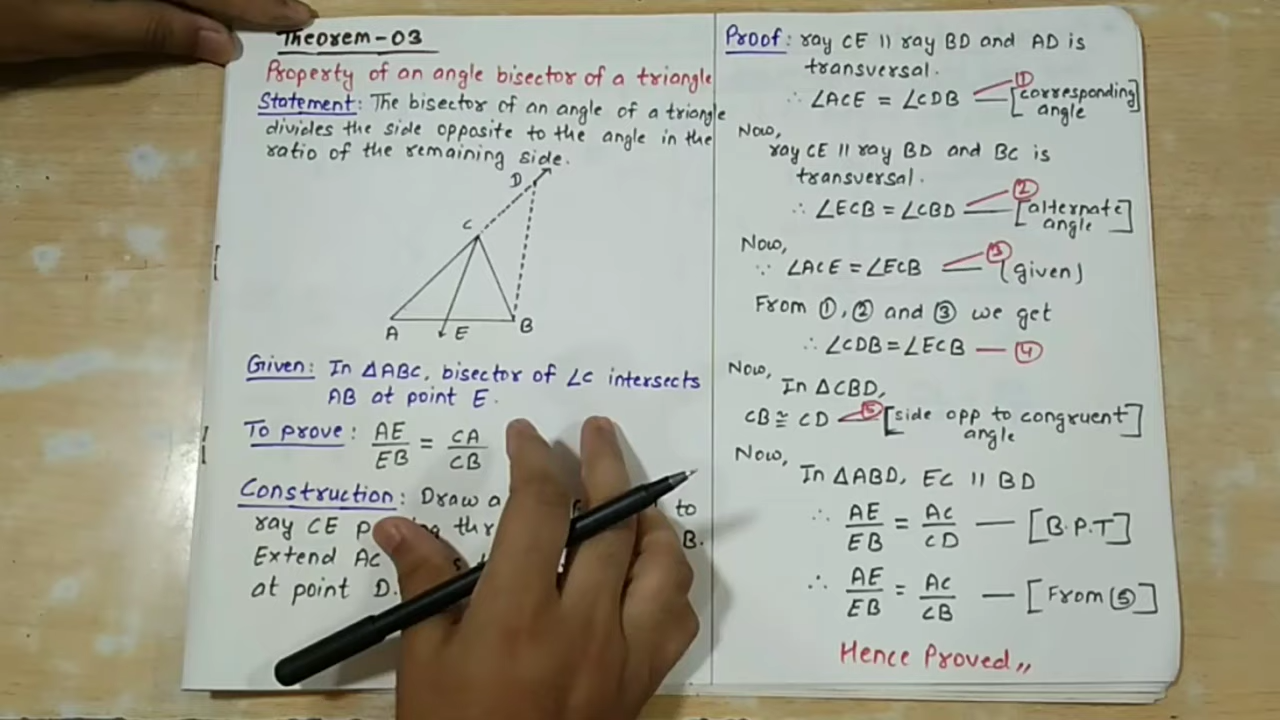 Theorem-03
Property of an angle bisector of a triangle
Statement: The bisector of an angle of a triangle
divides the side opposite to the angle in the
ratio of the remaining side.
D
C
A E B
Given: In △ABC, bisector of ∠C intersects
AB at point E.
To prove: AE/EB = CA/CB
Construction: Draw a to
ray CE B.
Extend AC
at point D.
Proof: ray CE || ray BD and AD is
transversal.
∴ ∠ACE = ∠CDB — ① [corresponding
angle]
Now,
ray CE || ray BD and BC is
transversal.
∴ ∠ECB = ∠CBD — ② [alternate
angle]
Now,
∵ ∠ACE = ∠ECB — ③ (given)
From ①, ② and ③ we get
∴ ∠CDB = ∠ECB — ④
Now,
In △CBD,
CB ≅ CD — ⑤ [side opp to congruent
angle]
Now,
In △ABD, EC || BD
∴ AE/EB = AC/CD — [B.P.T]
∴ AE/EB = AC/CB — [From ⑤]
Hence Proved,,